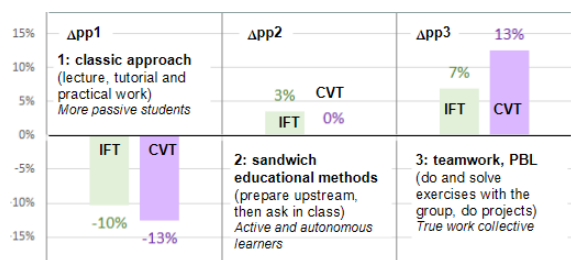 Δpp1
Δpp2
Δpp3
15%
10%
5%
0%
-5%
-10%
15%
1: classic approach
(lecture, tutorial and
practical work)
More passive students
IFT
CVT
-10%
-13%
3%
CVT
IFT
0%
2: sandwich
educational methods
(prepare upstream,
then ask in class)
Active and autonomous
learners
13%
7%
IFT
CVT
3: teamwork, PBL
(do and solve
exercises with the
group, do projects)
True work collective